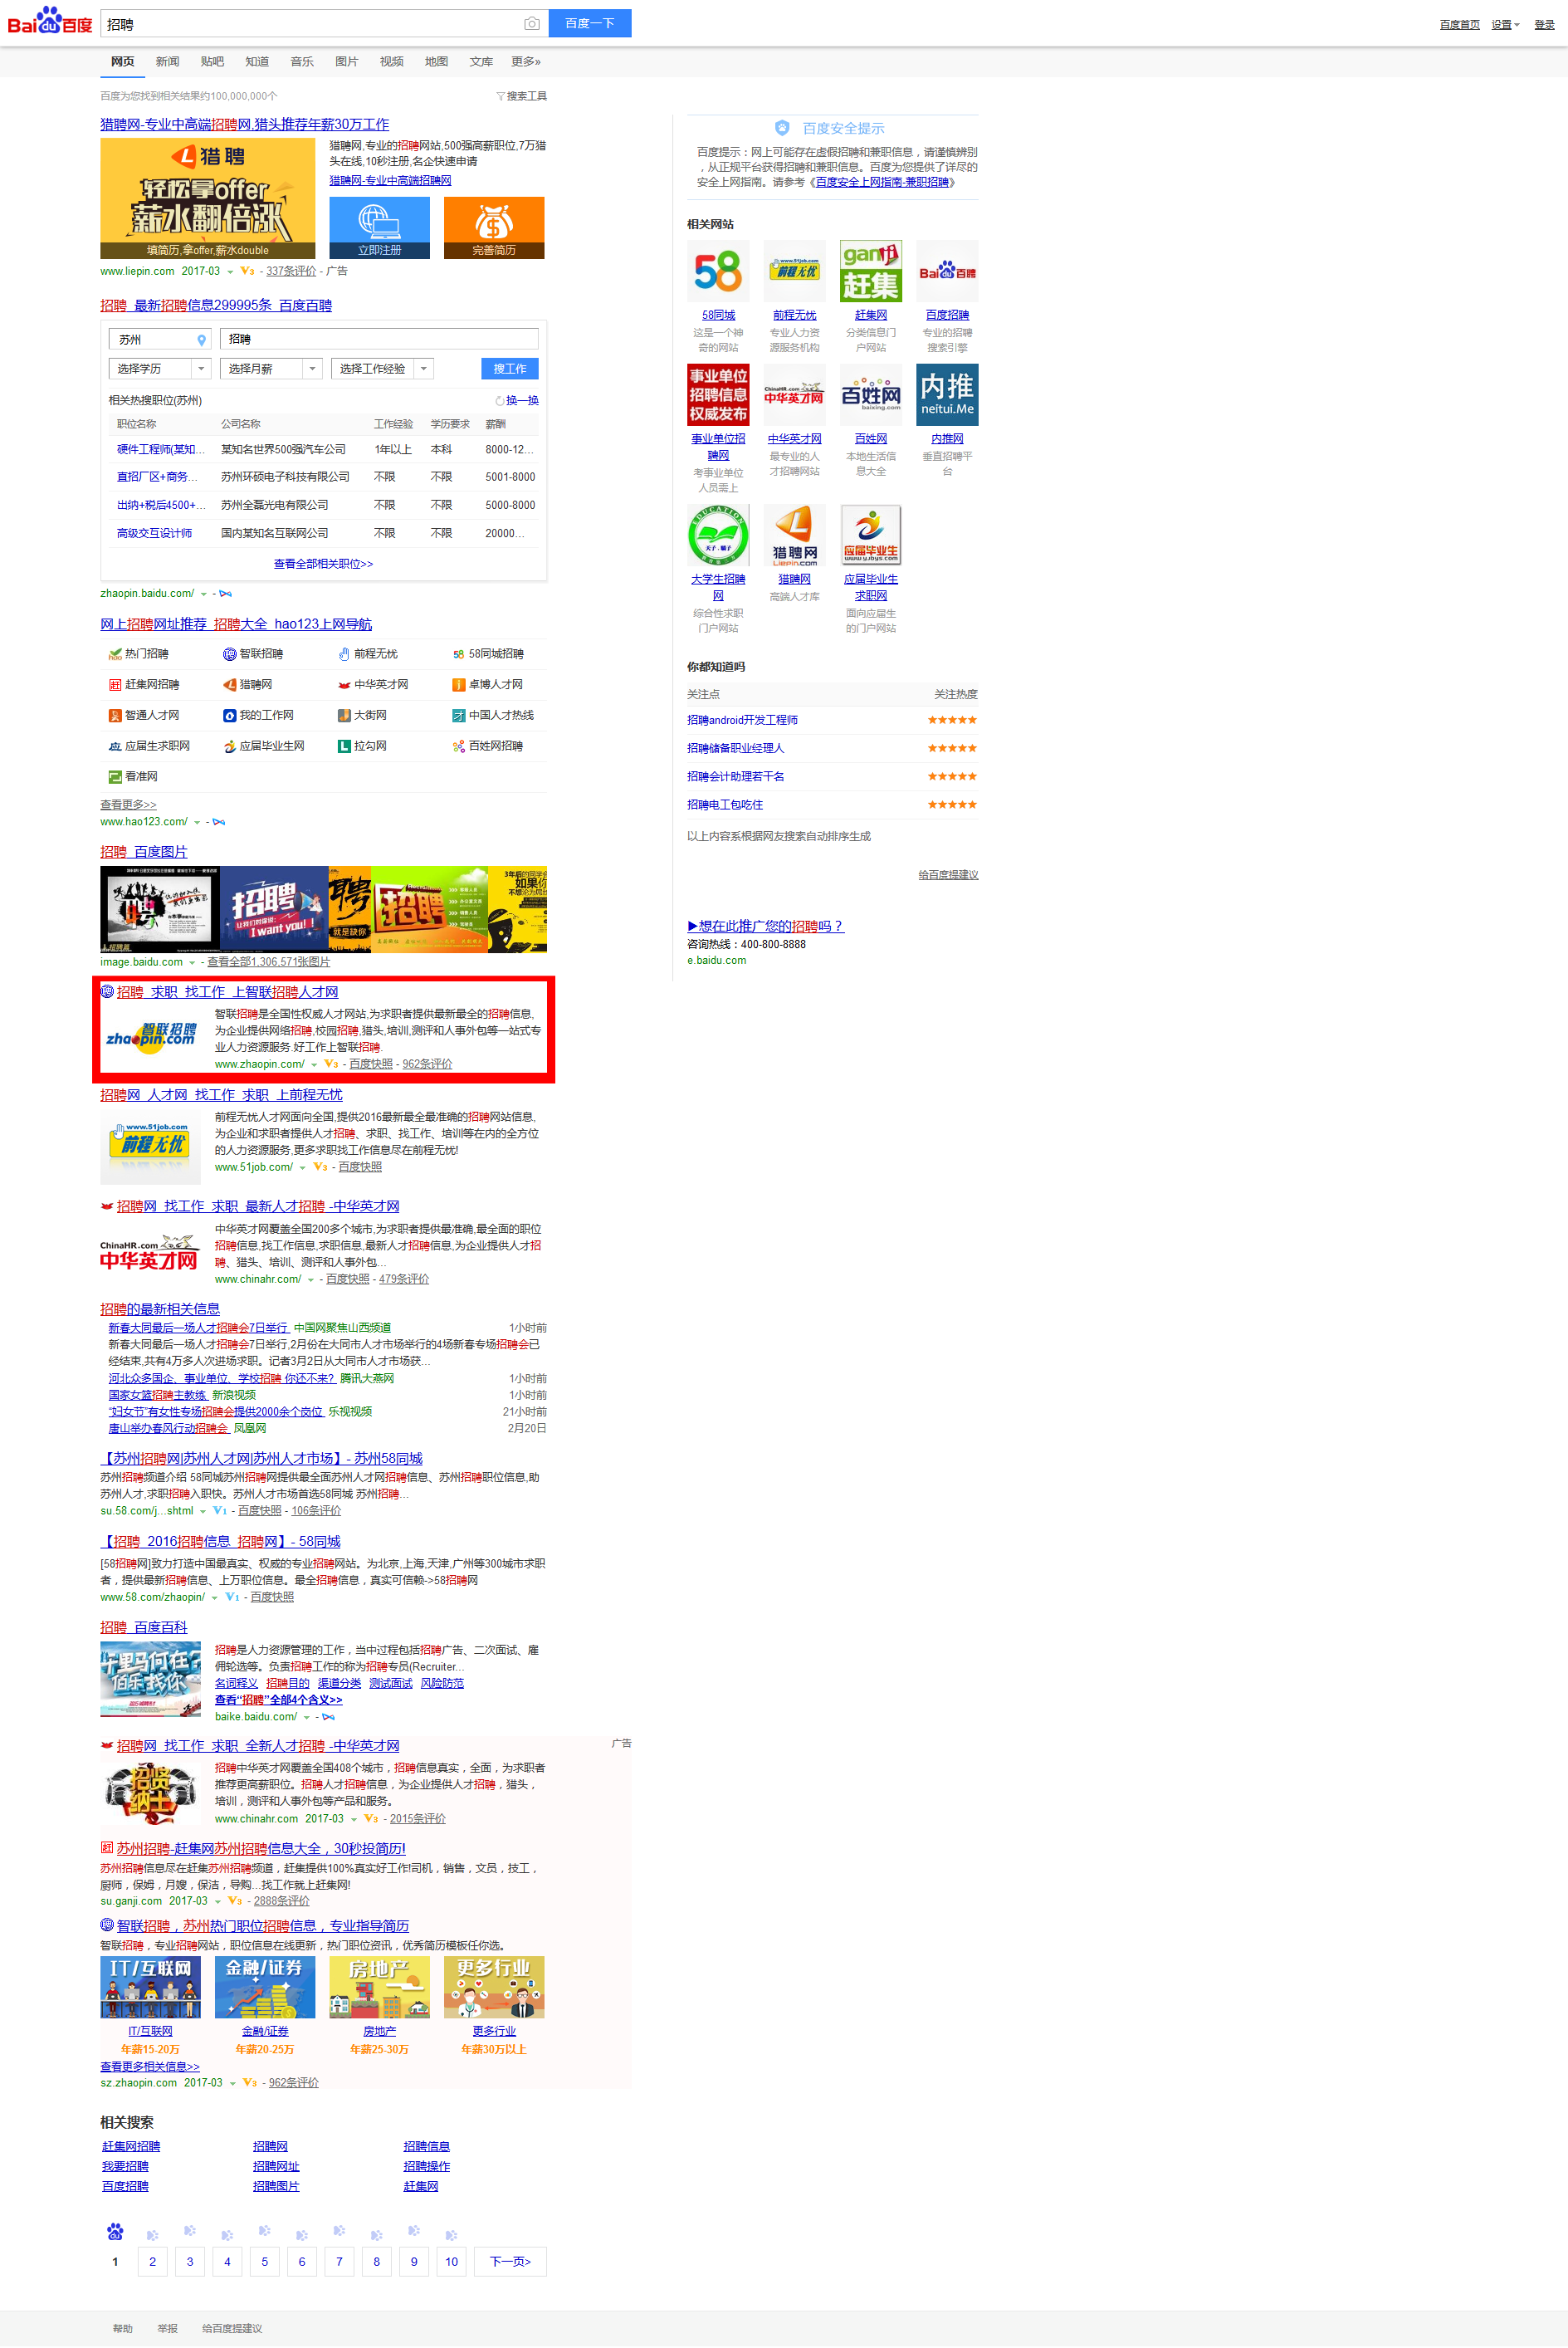 Bai du 百度
招聘
百度一下
百度首页 设置 登录
网页 新闻 贴吧 知道 音乐 图片 视频 地图 文库 更多»
百度为您找到相关结果约100,000,000个
搜索工具
猎聘网-专业中高端招聘网.猎头推荐年薪30万工作
猎聘
轻松拿offer
薪水翻倍涨
填简历,拿offer,薪水double
猎聘网,专业的招聘网站,500强高薪职位,7万猎
头在线,10秒注册,名企快速申请
猎聘网-专业中高端招聘网
立即注册 完善简历
www.liepin.com 2017-03 V3 - 337条评价 - 广告
招聘_最新招聘信息299995条_百度百聘
苏州 招聘
选择学历 选择月薪 选择工作经验 搜工作
相关热搜职位(苏州) 换一换
职位名称 公司名称 工作经验 学历要求 薪酬
硬件工程师(某知... 某知名世界500强汽车公司 1年以上 本科 8000-12...
直招厂区+商务... 苏州环硕电子科技有限公司 不限 不限 5001-8000
出纳+税后4500+... 苏州全磊光电有限公司 不限 不限 5000-8000
高级交互设计师 国内某知名互联网公司 不限 不限 20000...
查看全部相关职位>>
zhaopin.baidu.com/ -
网上招聘网址推荐_招聘大全_hao123上网导航
热门招聘 智联招聘 前程无忧 58同城招聘
赶集网招聘 猎聘网 中华英才网 卓博人才网
智通人才网 我的工作网 大街网 中国人才热线
应届生求职网 应届毕业生网 拉勾网 百姓网招聘
看准网
查看更多>>
www.hao123.com/ -
招聘_百度图片
招聘
让我们对你说:
I want you!
聘
就是缺你
招聘
3年后的同学会
如果你
image.baidu.com - 查看全部1,306,571张图片
招聘_求职_找工作_上智联招聘人才网
智联招聘
zhaopin.com
智联招聘是全国性权威人才网站,为求职者提供最新最全的招聘信息,
为企业提供网络招聘,校园招聘,猎头,培训,测评和人事外包等一站式专
业人力资源服务.好工作上智联招聘.
www.zhaopin.com/ V3 - 百度快照 - 962条评价
招聘网_人才网_找工作_求职_上前程无忧
www.51job.com
前程无忧
前程无忧人才网面向全国,提供2016最新最全最准确的招聘网站信息,
为企业和求职者提供人才招聘、求职、找工作、培训等在内的全方位
的人力资源服务,更多求职找工作信息尽在前程无忧!
www.51job.com/ V3 - 百度快照
招聘网_找工作_求职_最新人才招聘 -中华英才网
ChinaHR.com
中华英才网
中华英才网覆盖全国200多个城市,为求职者提供最准确,最全面的职位
招聘信息,找工作信息,求职信息,最新人才招聘信息,为企业提供人才招
聘、猎头、培训、测评和人事外包...
www.chinahr.com/ - 百度快照 - 479条评价
招聘的最新相关信息
新春大同最后一场人才招聘会7日举行 中国网聚焦山西频道 1小时前
新春大同最后一场人才招聘会7日举行,2月份在大同市人才市场举行的4场新春专场招聘会已
经结束,共有4万多人次进场求职。记者3月2日从大同市人才市场获...
河北众多国企、事业单位、学校招聘 你还不来? 腾讯大燕网 1小时前
国家女篮招聘主教练 新浪视频 1小时前
“妇女节”有女性专场招聘会提供2000余个岗位 乐视视频 21小时前
唐山举办春风行动招聘会 凤凰网 2月20日
【苏州招聘网|苏州人才网|苏州人才市场】- 苏州58同城
苏州招聘频道介绍 58同城苏州招聘网提供最全面苏州人才网招聘信息、苏州招聘职位信息,助
苏州人才,求职招聘入职快。苏州人才市场首选58同城 苏州招聘...
su.58.com/j...shtml V1 - 百度快照 - 106条评价
【招聘_2016招聘信息_招聘网】- 58同城
[58招聘网]致力打造中国最真实、权威的专业招聘网站。为北京,上海,天津,广州等300城市求职
者，提供最新招聘信息、上万职位信息。最全招聘信息，真实可信赖->58招聘网
www.58.com/zhaopin/ V1 - 百度快照
招聘_百度百科
千里马何在?
伯乐找你
招聘是人力资源管理的工作，当中过程包括招聘广告、二次面试、雇
佣轮选等。负责招聘工作的称为招聘专员(Recruiter...
名词释义 招聘目的 渠道分类 测试面试 风险防范
查看“招聘”全部4个含义>>
baike.baidu.com/ -
招聘网_找工作_求职_全新人才招聘 -中华英才网 广告
招贤
纳士
招聘中华英才网覆盖全国408个城市，招聘信息真实，全面，为求职者
推荐更高薪职位。招聘人才招聘信息，为企业提供人才招聘，猎头，
培训，测评和人事外包等产品和服务。
www.chinahr.com 2017-03 V3 - 2015条评价
苏州招聘-赶集网苏州招聘信息大全，30秒投简历!
苏州招聘信息尽在赶集苏州招聘频道，赶集提供100%真实好工作!司机，销售，文员，技工，
厨师，保姆，月嫂，保洁，导购...找工作就上赶集网!
su.ganji.com 2017-03 V3 - 2888条评价
智联招聘，苏州热门职位招聘信息，专业指导简历
智联招聘，专业招聘网站，职位信息在线更新，热门职位资讯，优秀简历模板任你选。
IT/互联网 金融/证券 房地产 更多行业
IT/互联网 金融/证券 房地产 更多行业
年薪15-20万 年薪20-25万 年薪25-30万 年薪30万以上
查看更多相关信息>>
sz.zhaopin.com 2017-03 V3 - 962条评价
相关搜索
赶集网招聘 招聘网 招聘信息
我要招聘 招聘网址 招聘操作
百度招聘 招聘图片 赶集网
1 2 3 4 5 6 7 8 9 10 下一页>
帮助 举报 给百度提建议
百度安全提示
百度提示：网上可能存在虚假招聘和兼职信息，请谨慎辨别
，从正规平台获得招聘和兼职信息。百度为您提供了详尽的
安全上网指南。请参考《百度安全上网指南-兼职招聘》
相关网站
58 www.51job.com 前程无忧 ganji 赶集 Bai du 百聘
58同城 前程无忧 赶集网 百度招聘
这是一个神 专业人力资 分类信息门 专业的招聘
奇的网站 源服务机构 户网站 搜索引擎
事业单位
招聘信息
权威发布
ChinaHR.com
中华英才网
百姓网
baixing.com
内推
neitui.Me
事业单位招 中华英才网 百姓网 内推网
聘网
最专业的人 本地生活信 垂直招聘平
才招聘网站 息大全 台
考事业单位
人员需上
EDUCATION
天子骄子
猎聘网
Liepin.com
应届毕业生
www.yjbys.com
大学生招聘 猎聘网 应届毕业生
网 求职网
高端人才库
综合性求职 面向应届生
门户网站 的门户网站
你都知道吗
关注点 关注热度
招聘android开发工程师 ★★★★★
招聘储备职业经理人 ★★★★★
招聘会计助理若干名 ★★★★★
招聘电工包吃住 ★★★★★
以上内容系根据网友搜索自动排序生成
给百度提建议
▶想在此推广您的招聘吗？
咨询热线：400-800-8888
e.baidu.com